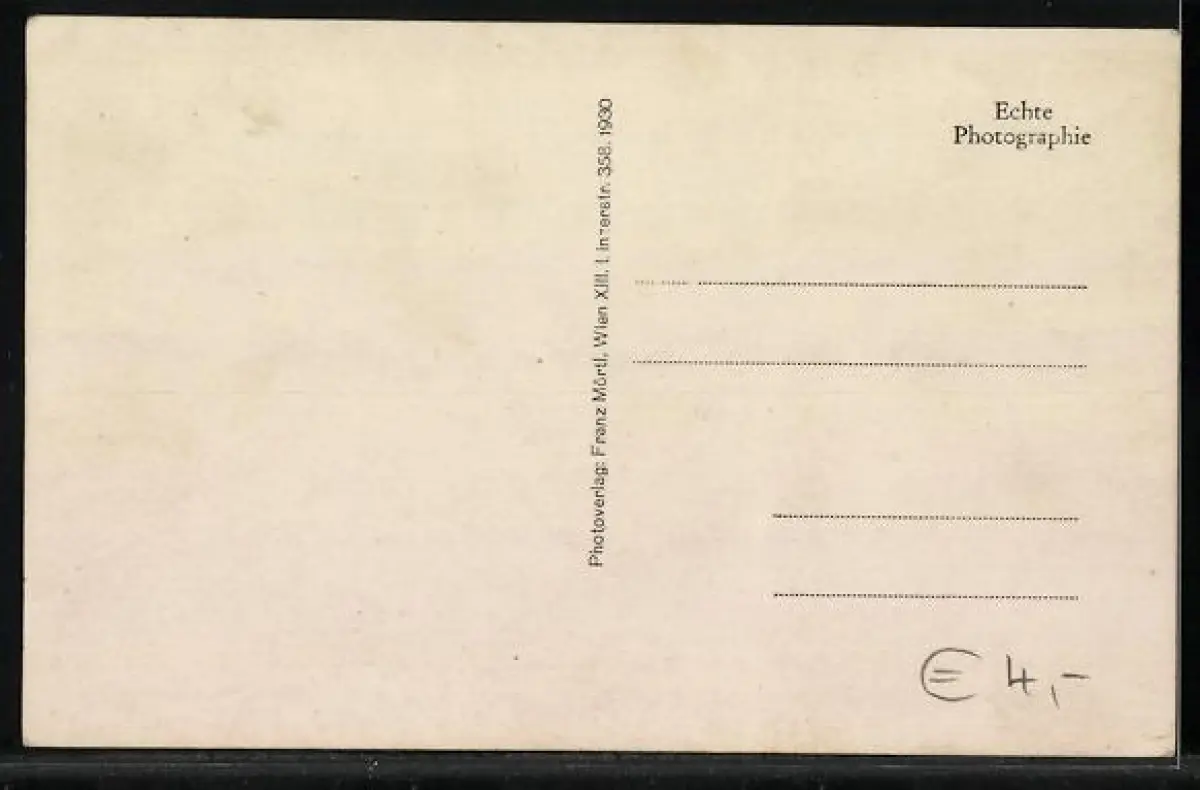 Echte
Photographie
Photoverlag: Franz Mörtl, Wien XIII, Linzerstr. 358. 1930
€ 4,-